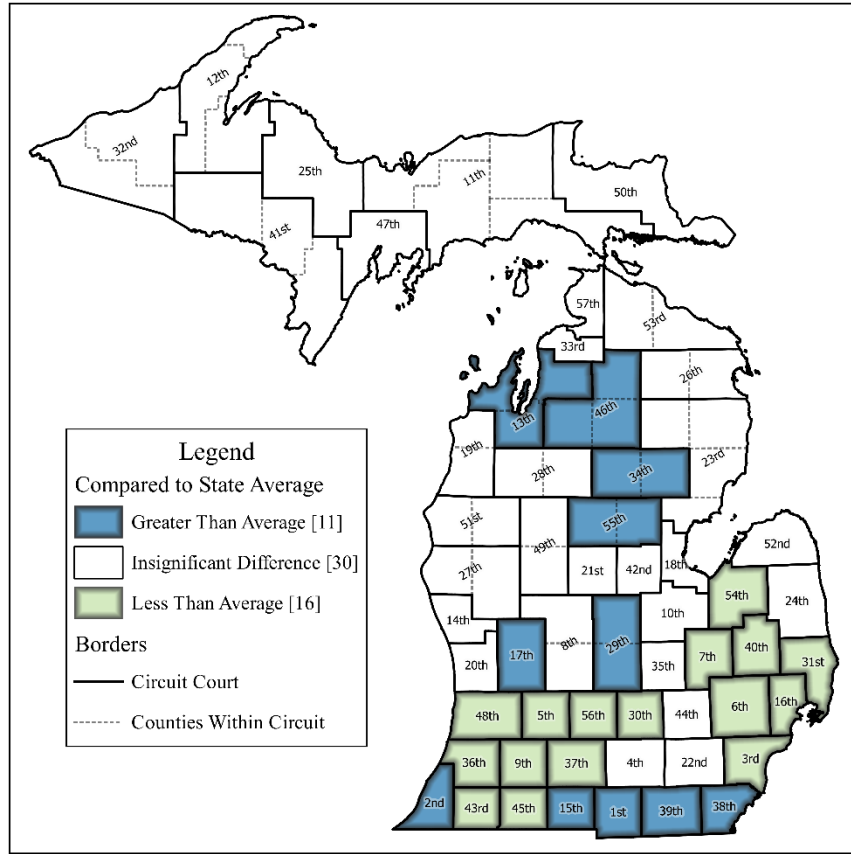 12th
32nd
25th
11th
50th
41st
47th
57th
53rd
33rd
26th
46th
13th
19th
28th
34th
23rd
Legend
Compared to State Average
Greater Than Average [11]
Insignificant Difference [30]
Less Than Average [16]
Borders
Circuit Court
Counties Within Circuit
51st
49th
55th
52nd
27th
21st
42nd
18th
54th
24th
14th
10th
17th
8th
29th
7th
40th
31st
20th
35th
48th
5th
56th
30th
44th
6th
16th
36th
9th
37th
4th
22nd
3rd
2nd
43rd
45th
15th
1st
39th
38th